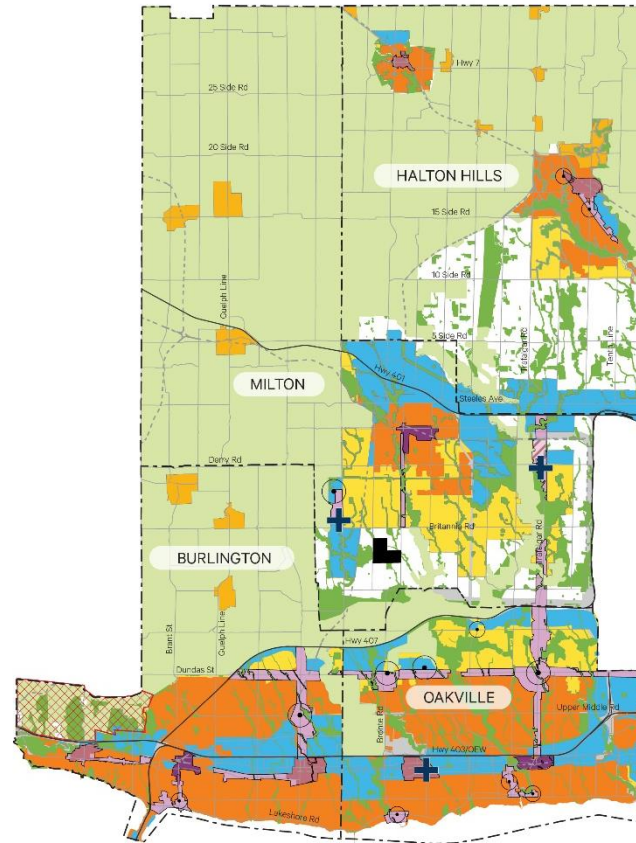 Hwy 7
25 Side Rd
20 Side Rd
HALTON HILLS
15 Side Rd
10 Side Rd
Guelph Line
5 Side Rd
Trafalgar Rd
Tenth Line
MILTON
Hwy 401
Steeles Ave
Derry Rd
Britannia Rd
Trafalgar Rd
BURLINGTON
Brant St
Guelph Line
Hwy 407
Dundas St
OAKVILLE
Bronte Rd
Upper Middle Rd
Hwy 403/QEW
Lakeshore Rd